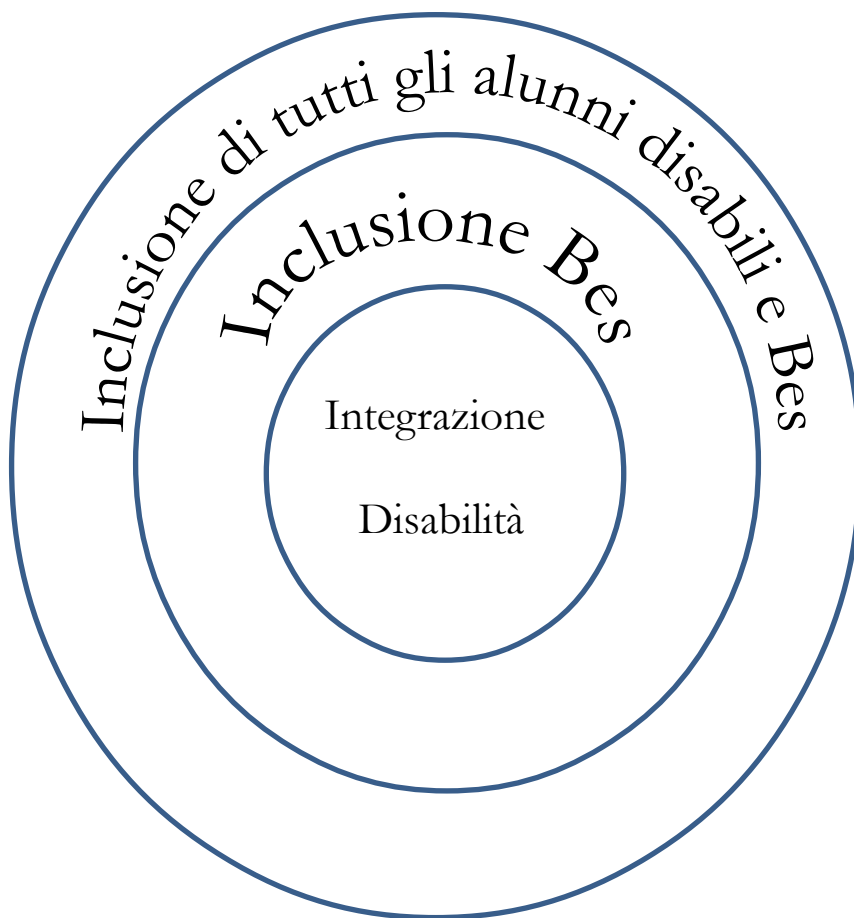 Inclusione di tutti gli alunni disabili e Bes
Inclusione Bes
Integrazione
Disabilità